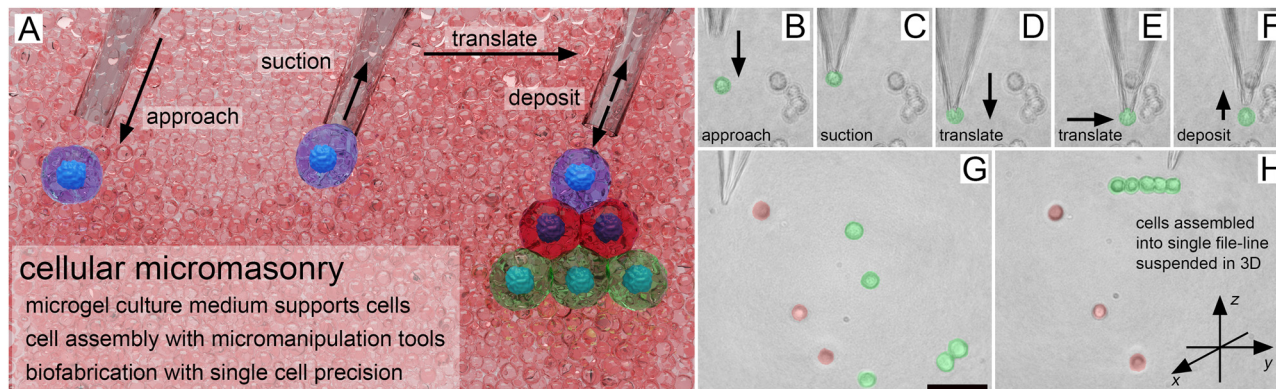 A
approach
suction
translate
deposit
cellular micromasonry
microgel culture medium supports cells
cell assembly with micromanipulation tools
biofabrication with single cell precision
B
approach
C
suction
D
translate
E
translate
F
deposit
G
H
cells assembled
into single file-line
suspended in 3D
z
y
x